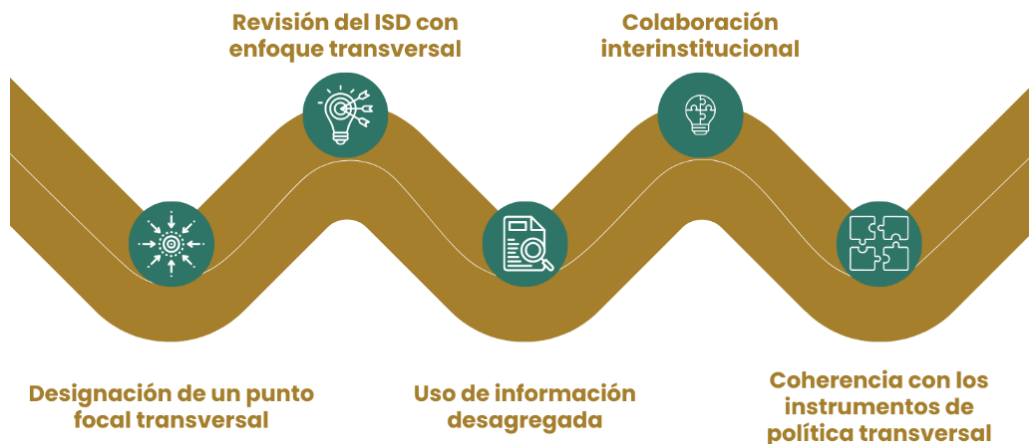 Revisión del ISD con
enfoque transversal
Colaboración
interinstitucional
Designación de un punto
focal transversal
Uso de información
desagregada
Coherencia con los
instrumentos de
política transversal